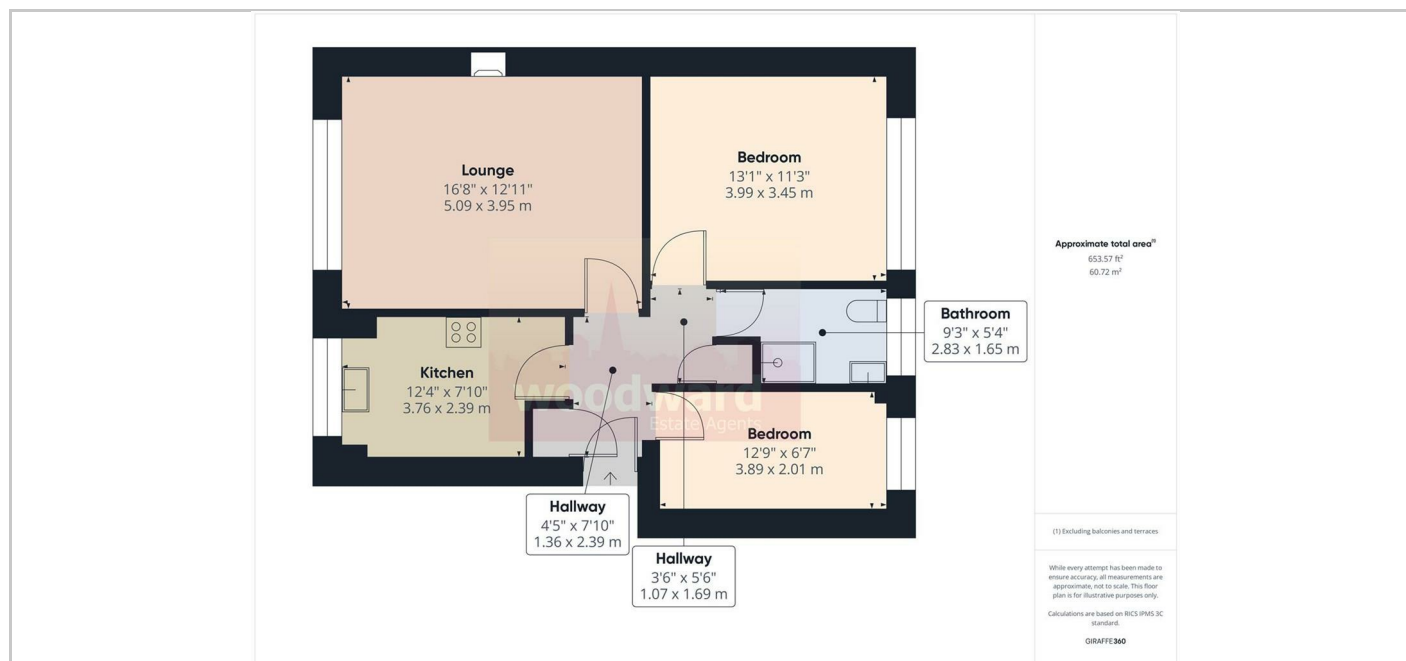 Lounge
16'8" x 12'11"
5.09 x 3.95 m
Bedroom
13'1" x 11'3"
3.99 x 3.45 m
Kitchen
12'4" x 7'10"
3.76 x 2.39 m
Bathroom
9'3" x 5'4"
2.83 x 1.65 m
woodward
Estate Agents
Bedroom
12'9" x 6'7"
3.89 x 2.01 m
Hallway
4'5" x 7'10"
1.36 x 2.39 m
Hallway
3'6" x 5'6"
1.07 x 1.69 m
Approximate total area⁽¹⁾
653.57 ft²
60.72 m²
(1) Excluding balconies and terraces
While every attempt has been made to
ensure accuracy, all measurements are
approximate, not to scale. This floor
plan is for illustrative purposes only.
Calculations are based on RICS IPMS 3C
standard.
GIRAFFE360